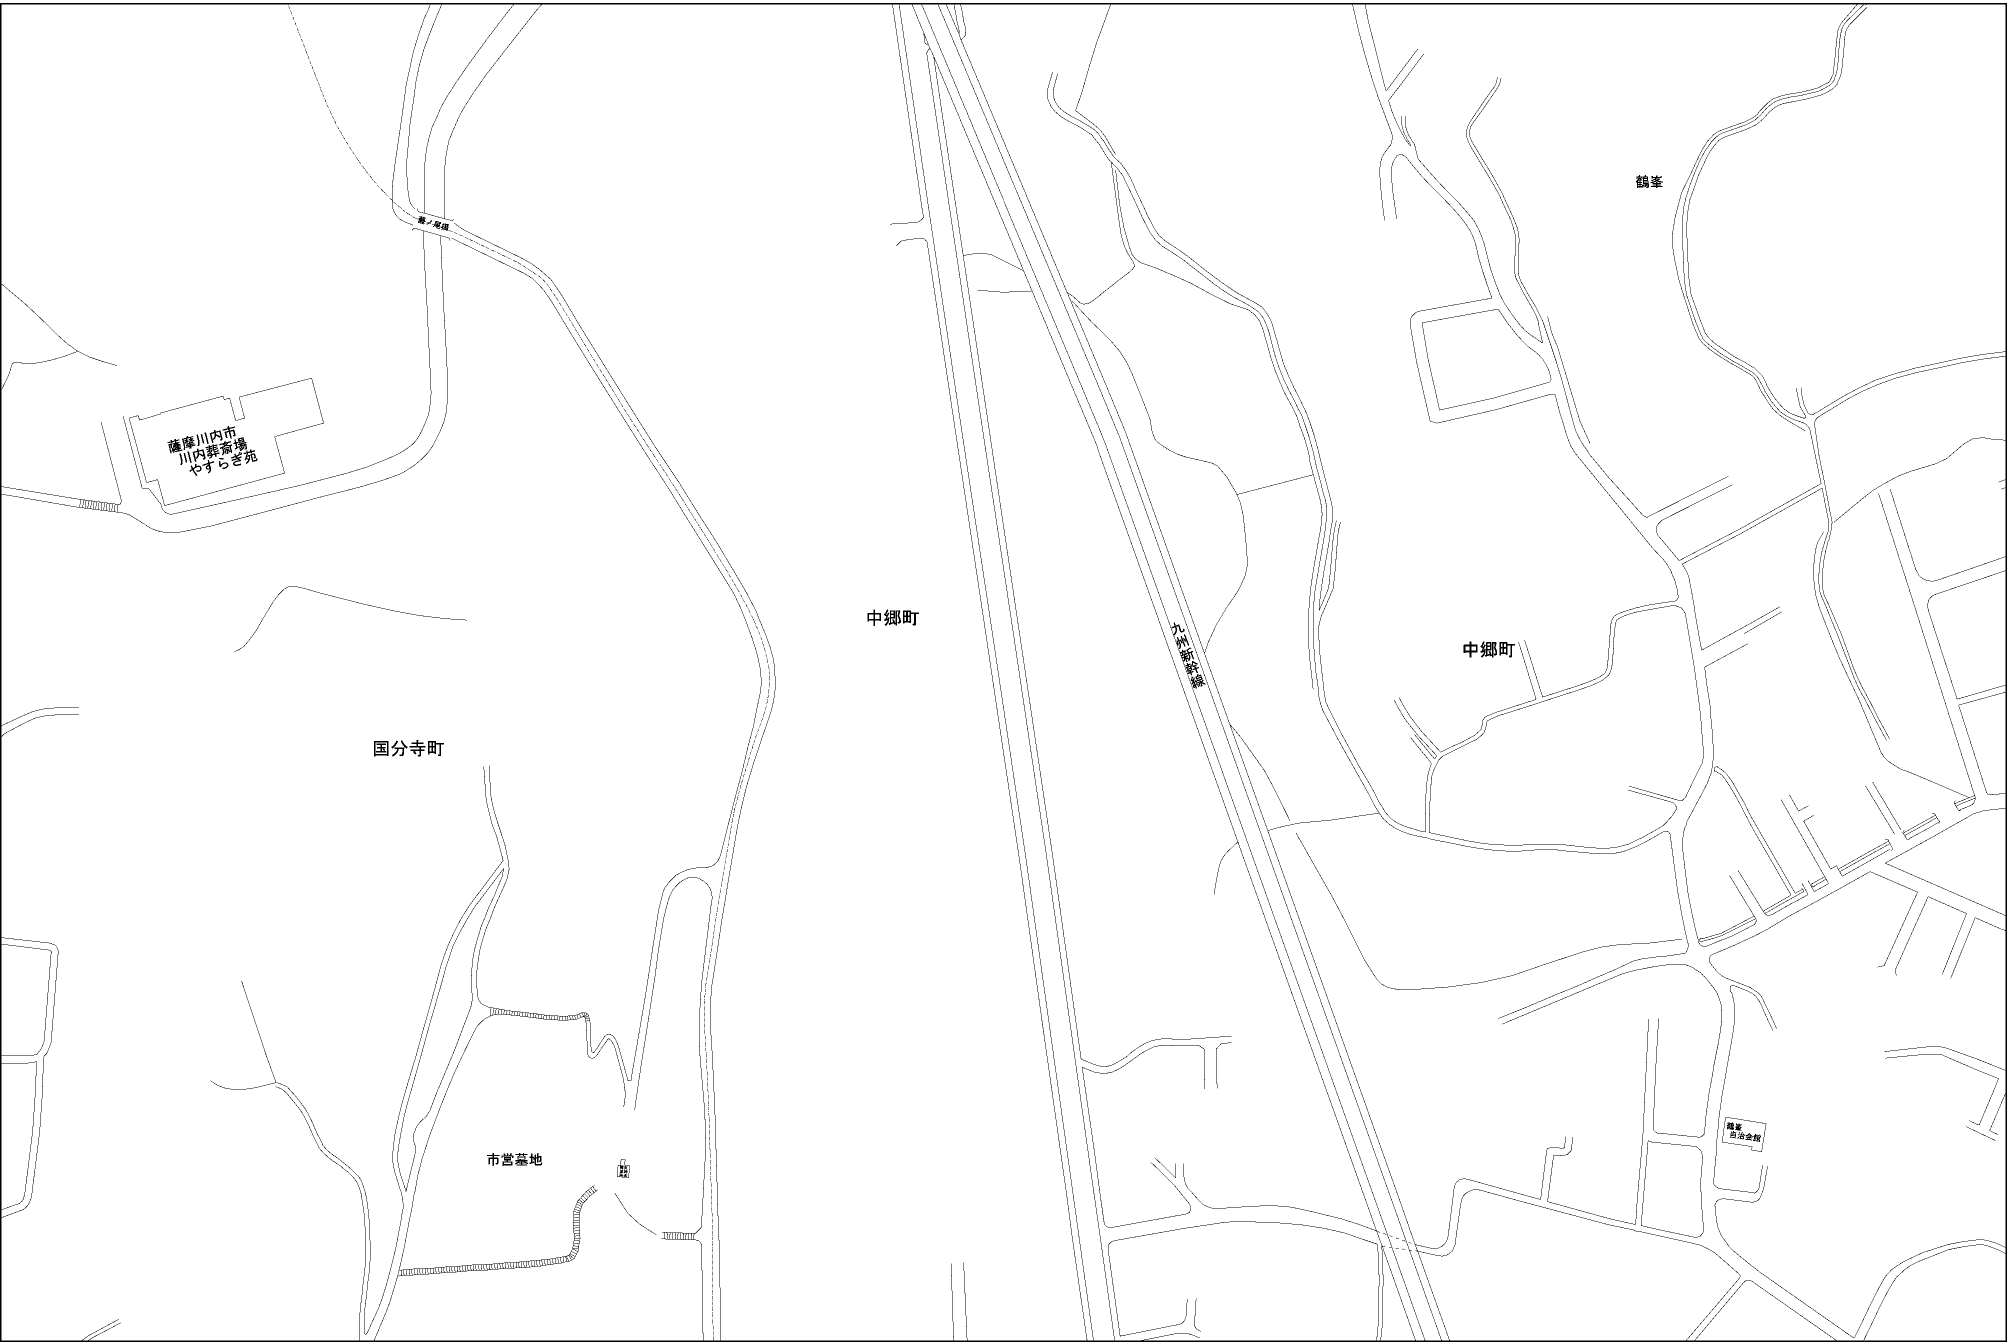 鶴峯
薩摩川内市
川内葬斎場
やすらぎ苑
中郷町
九州新幹線
中郷町
国分寺町
鶴峯
自治会館
市営墓地